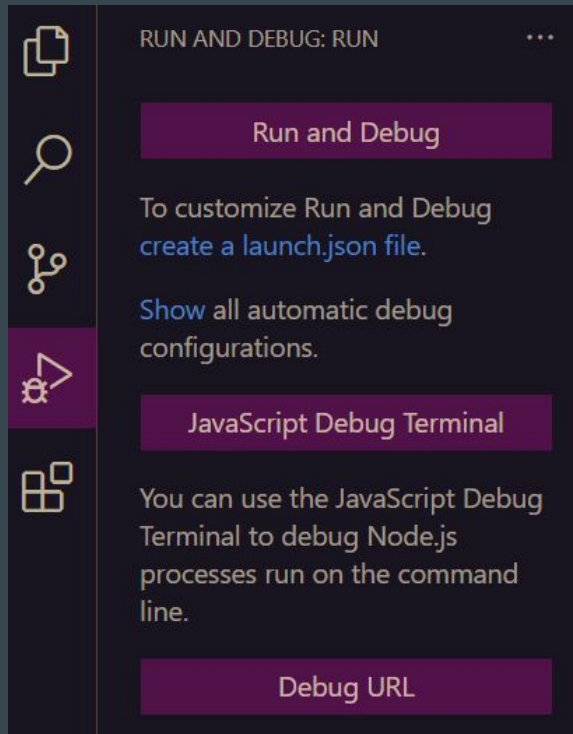 RUN AND DEBUG: RUN
Run and Debug
To customize Run and Debug
create a launch.json file.
Show all automatic debug
configurations.
JavaScript Debug Terminal
You can use the JavaScript Debug
Terminal to debug Node.js
processes run on the command
line.
Debug URL